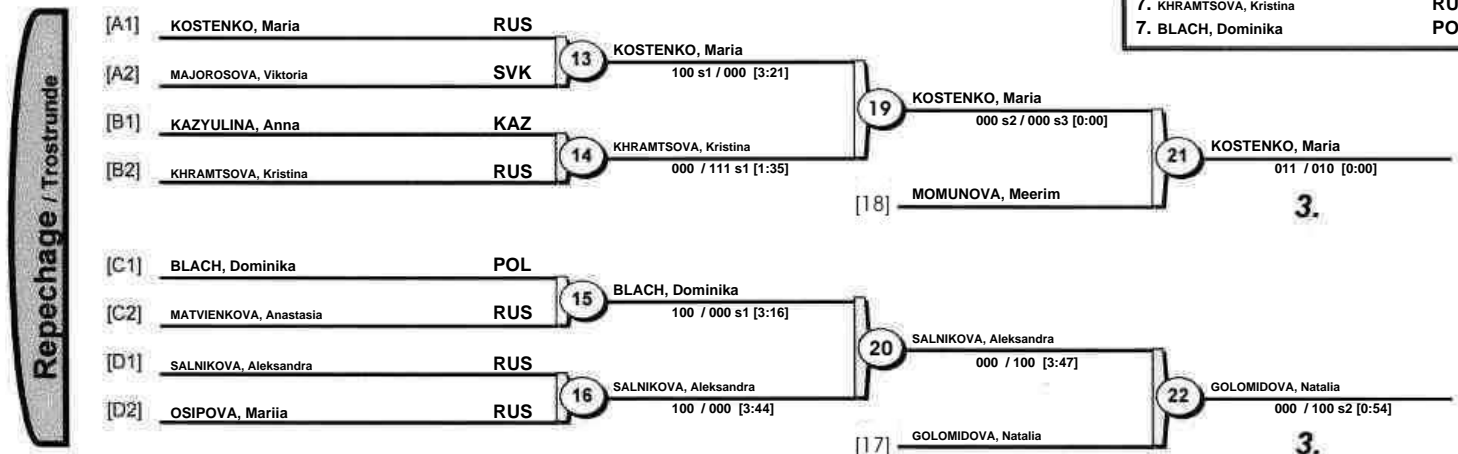 7. KHRAMTSOVA, Kristina RU
7. BLACH, Dominika PO
Repechage / Trostrunde
[A1] KOSTENKO, Maria RUS
[A2] MAJOROSOVA, Viktoria SVK
13 KOSTENKO, Maria
100 s1 / 000 [3:21]
[B1] KAZYULINA, Anna KAZ
[B2] KHRAMTSOVA, Kristina RUS
14 KHRAMTSOVA, Kristina
000 / 111 s1 [1:35]
19 KOSTENKO, Maria
000 s2 / 000 s3 [0:00]
[18] MOMUNOVA, Meerim
21 KOSTENKO, Maria
011 / 010 [0:00]
3.
[C1] BLACH, Dominika POL
[C2] MATVIENKOVA, Anastasia RUS
15 BLACH, Dominika
100 / 000 s1 [3:16]
[D1] SALNIKOVA, Aleksandra RUS
[D2] OSIPOVA, Mariia RUS
16 SALNIKOVA, Aleksandra
100 / 000 [3:44]
20 SALNIKOVA, Aleksandra
000 / 100 [3:47]
[17] GOLOMIDOVA, Natalia
22 GOLOMIDOVA, Natalia
000 / 100 s2 [0:54]
3.